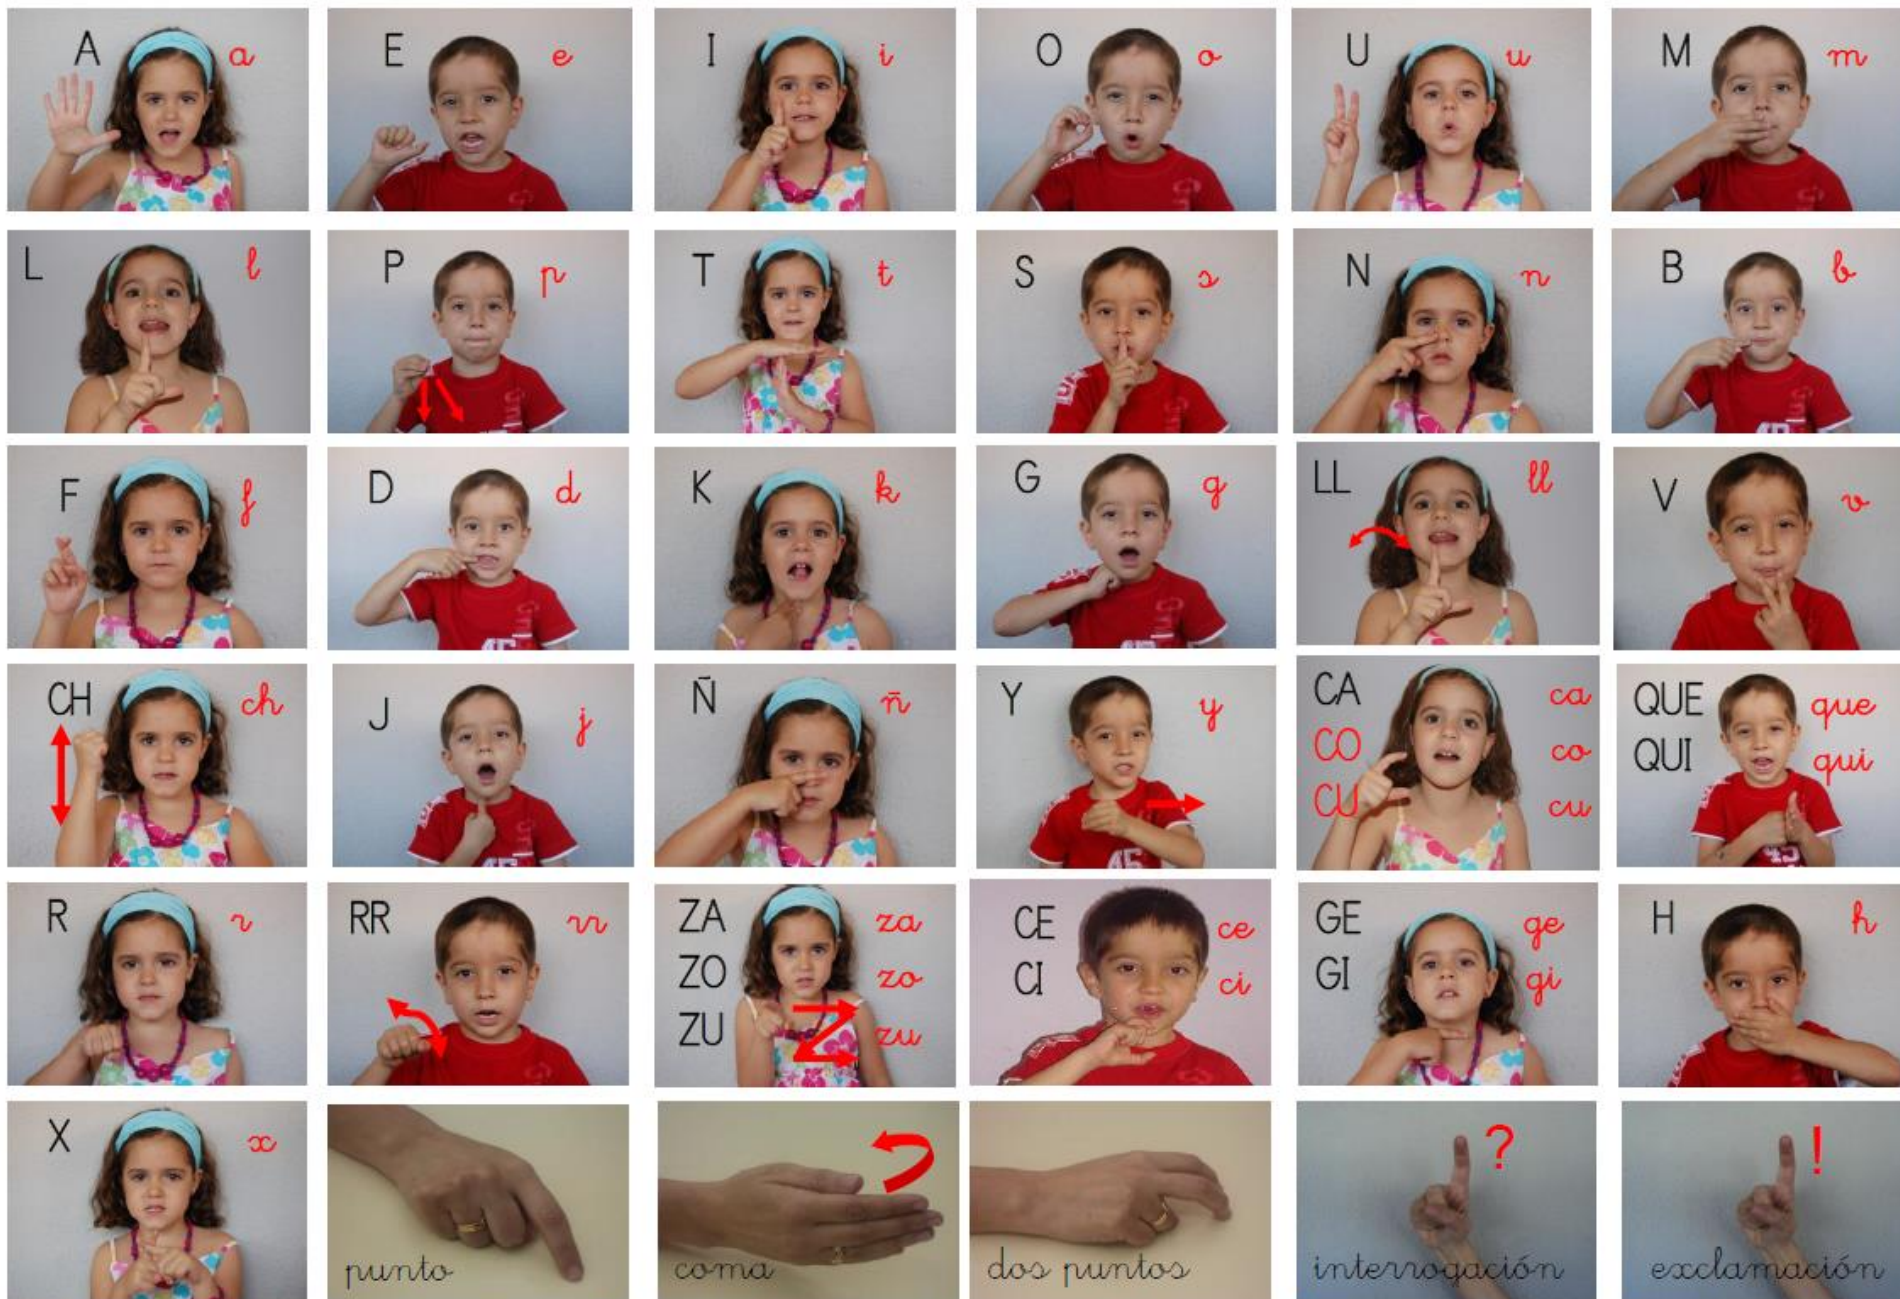 A a
E e
I i
O o
U u
M m
L l
P p
T t
S s
N n
B b
F f
D d
K k
G g
LL ll
V v
CH ch
J j
Ñ ñ
Y y
CA ca
CO co
CU cu
QUE que
QUI qui
R r
RR rr
ZA za
ZO zo
ZU zu
CE ce
CI ci
GE ge
GI gi
H h
X x
punto
coma
dos puntos
?
interrogación
!
exclamación